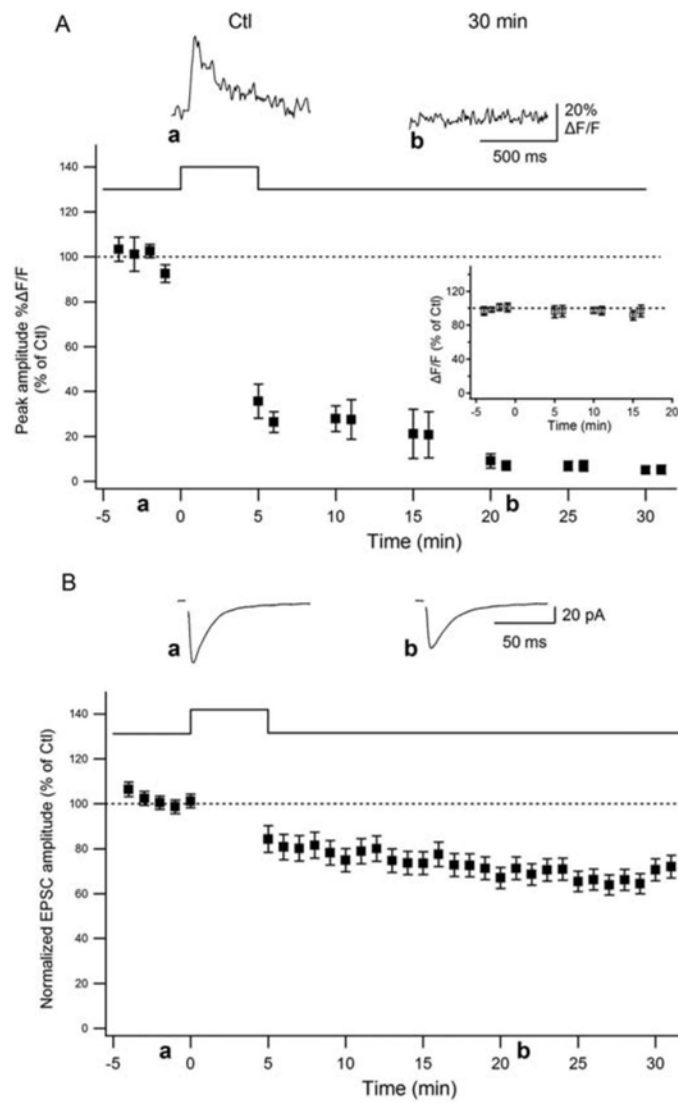 A
Ctl
30 min
a
b
20%
ΔF/F
500 ms
Peak amplitude %ΔF/F
(% of Ctl)
140
120
100
80
60
40
20
0
ΔF/F (% of Ctl)
120
80
40
0
-5 0 5 10 15 20
Time (min)
-5 0 5 10 15 20 25 30
a
b
Time (min)
B
a
b
20 pA
50 ms
Normalized EPSC amplitude (% of Ctl)
140
120
100
80
60
40
20
0
-5 0 5 10 15 20 25 30
a
b
Time (min)